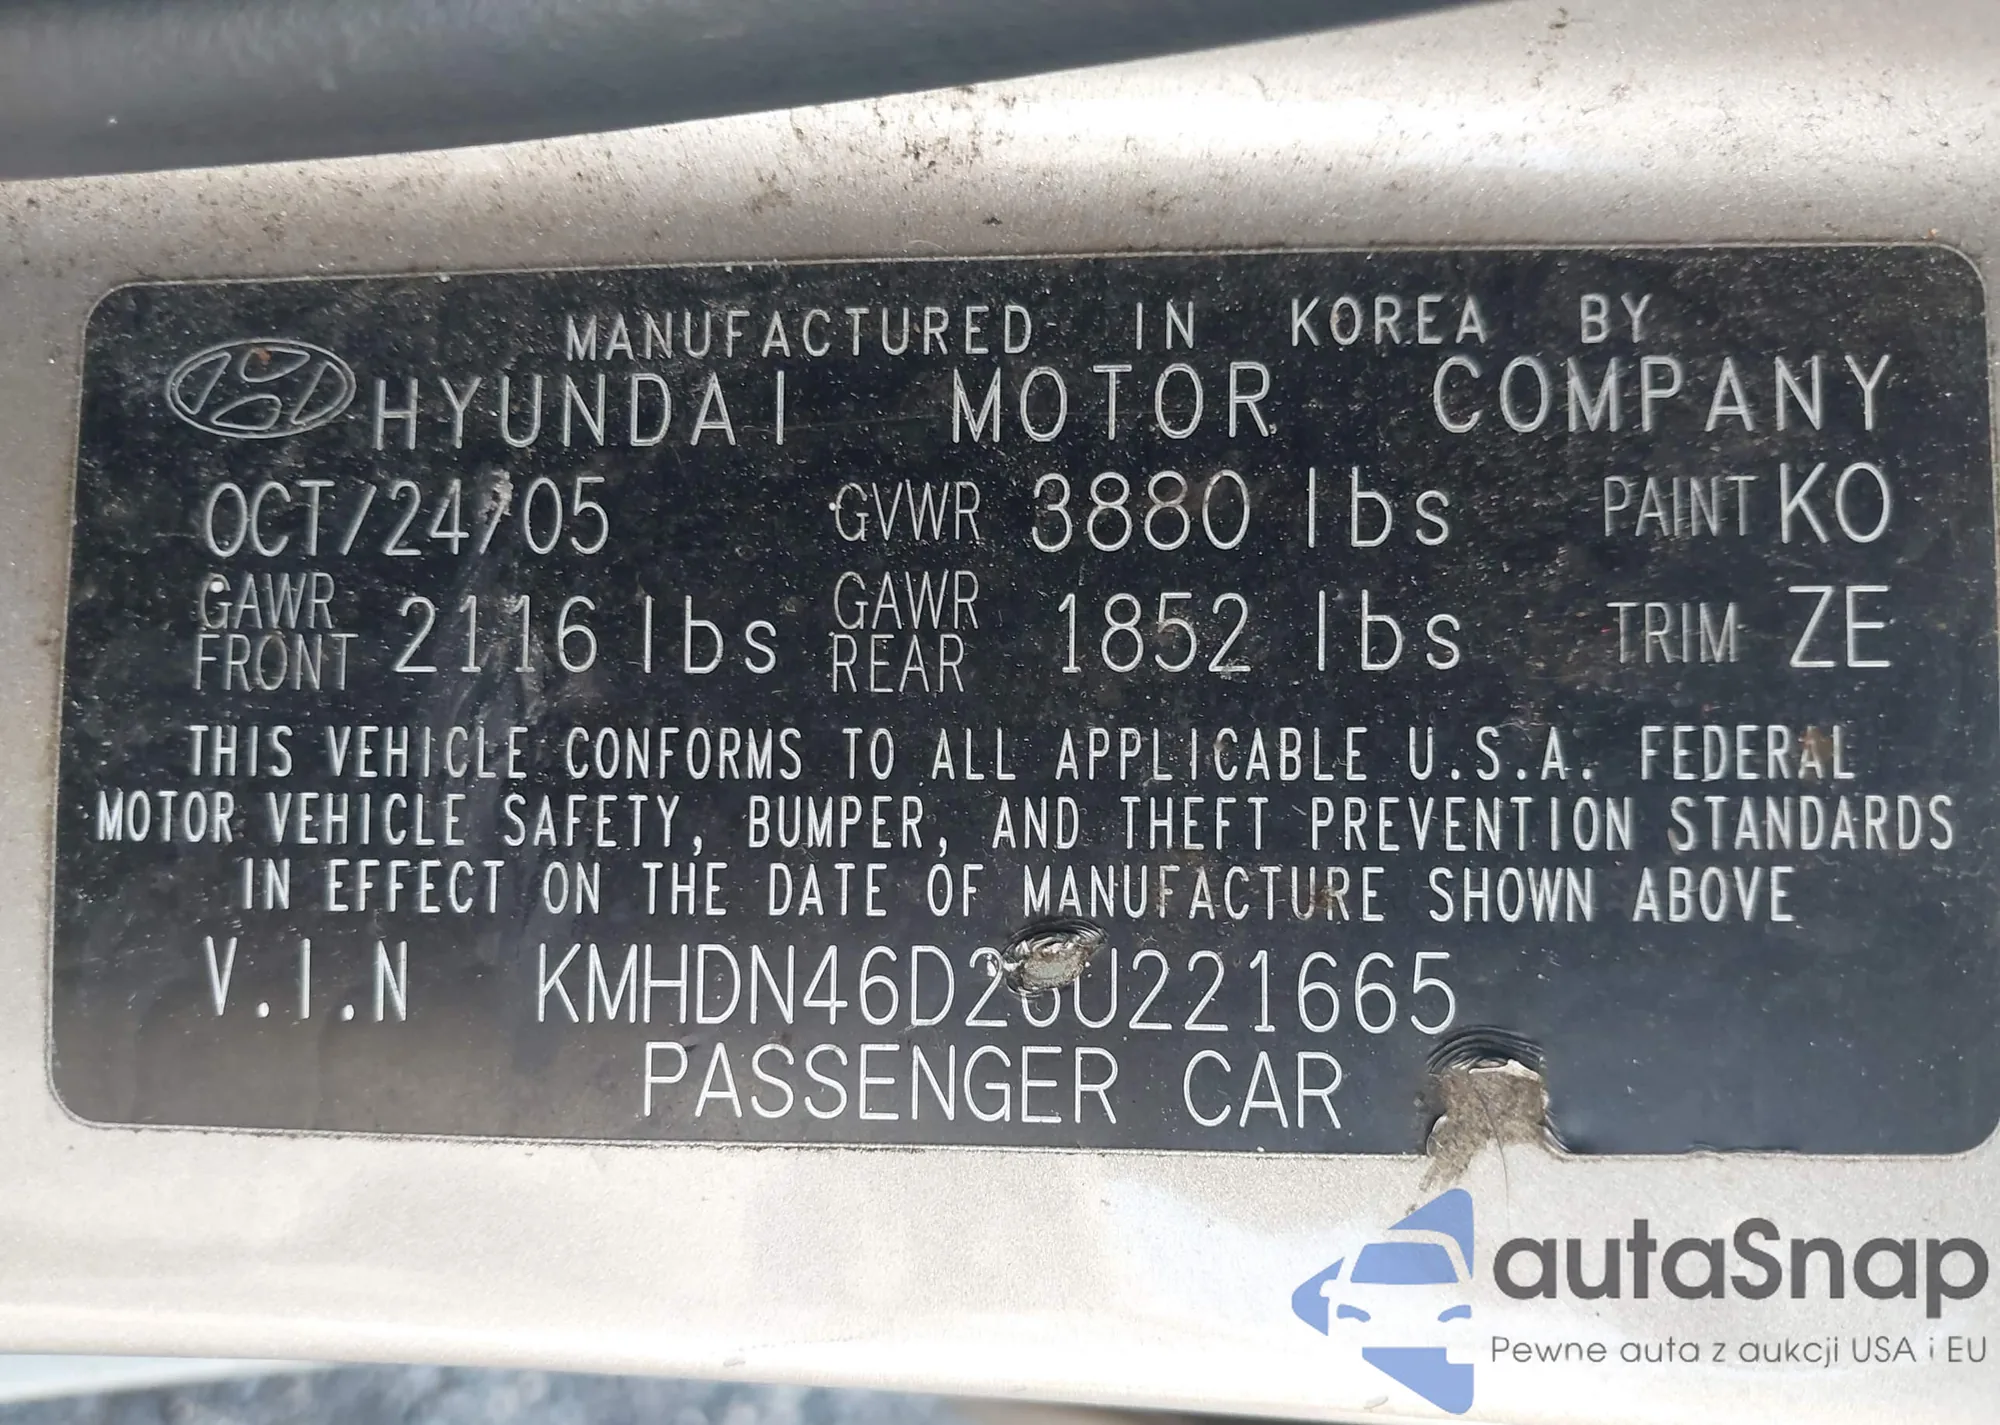 MANUFACTURED IN KOREA BY
HYUNDAI MOTOR COMPANY
OCT/24/05 GVWR 3880 lbs PAINT KO
GAWR FRONT 2116 lbs GAWR REAR 1852 lbs TRIM ZE
THIS VEHICLE CONFORMS TO ALL APPLICABLE U.S.A. FEDERAL
MOTOR VEHICLE SAFETY, BUMPER, AND THEFT PREVENTION STANDARDS
IN EFFECT ON THE DATE OF MANUFACTURE SHOWN ABOVE
V.I.N KMHDN46D26U221665
PASSENGER CAR
autaSnap
Pewne auta z aukcji USA i EU